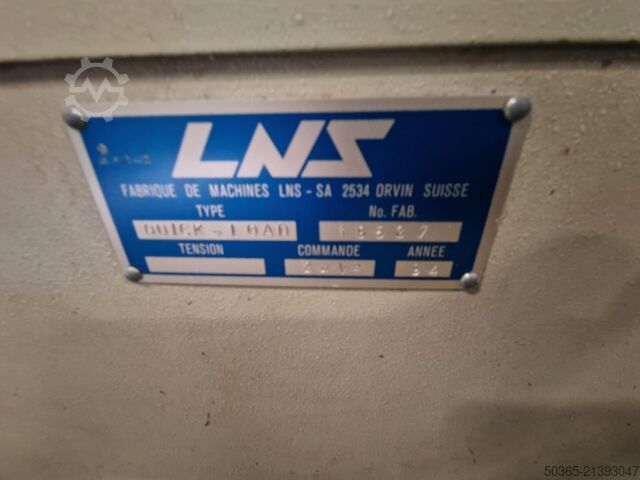 LNS
FABRIQUE DE MACHINES LNS-SA 2534 ORVIN SUISSE
TYPE No. FAB.
QUICK-LOAD
TENSION COMMANDE ANNEE
94
50365-21393047